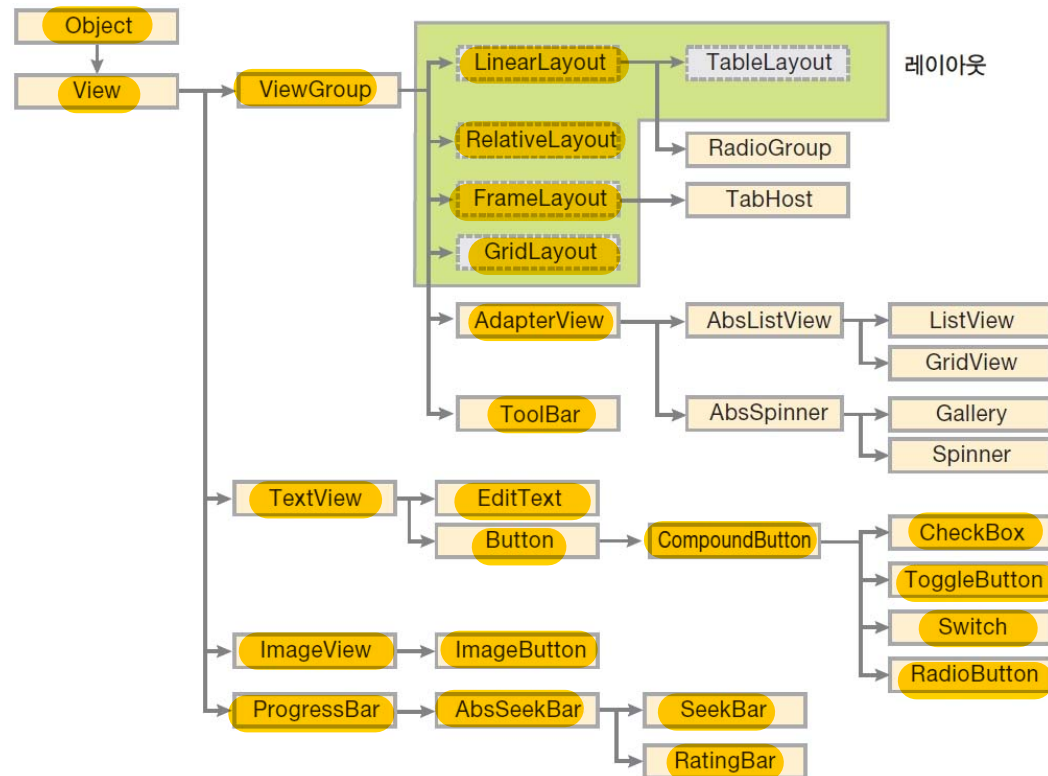 Object
View
ViewGroup
LinearLayout
TableLayout
레이아웃
RelativeLayout
RadioGroup
FrameLayout
TabHost
GridLayout
AdapterView
AbsListView
ListView
GridView
ToolBar
AbsSpinner
Gallery
Spinner
TextView
EditText
Button
CompoundButton
CheckBox
ToggleButton
Switch
RadioButton
ImageView
ImageButton
ProgressBar
AbsSeekBar
SeekBar
RatingBar